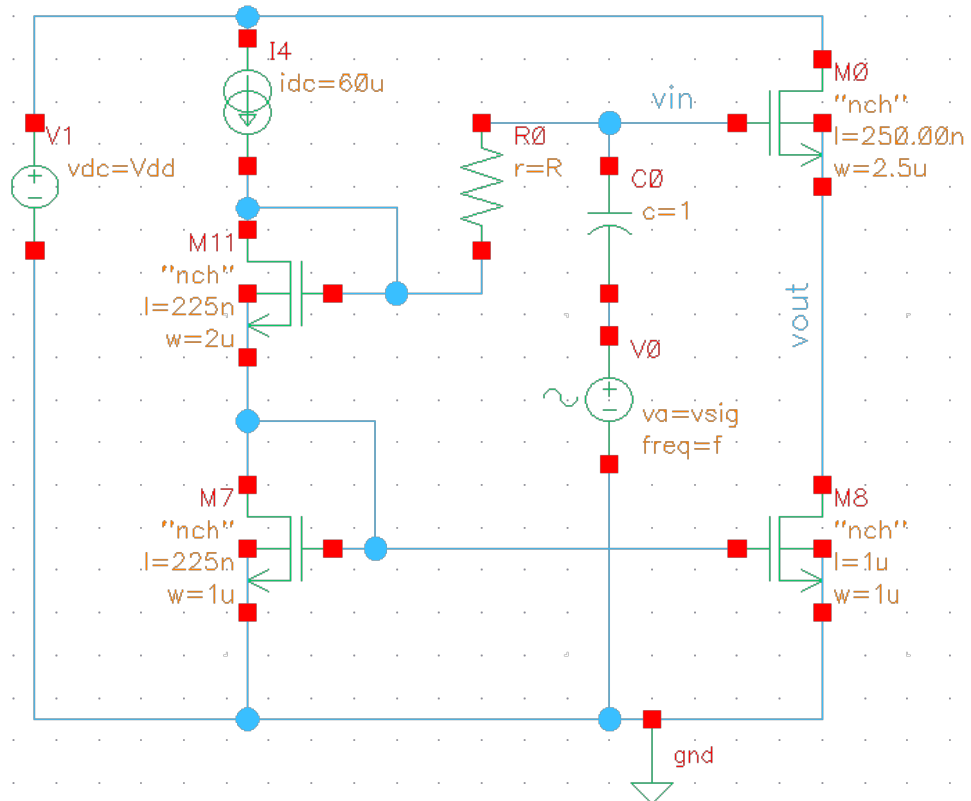 I4
idc=60u
V1
vdc=Vdd
M11
"nch"
l=225n
w=2u
R0
r=R
vin
C0
c=1
M0
"nch"
l=250.00n
w=2.5u
vout
V0
va=vsig
freq=f
M7
"nch"
l=225n
w=1u
M8
"nch"
l=1u
w=1u
gnd